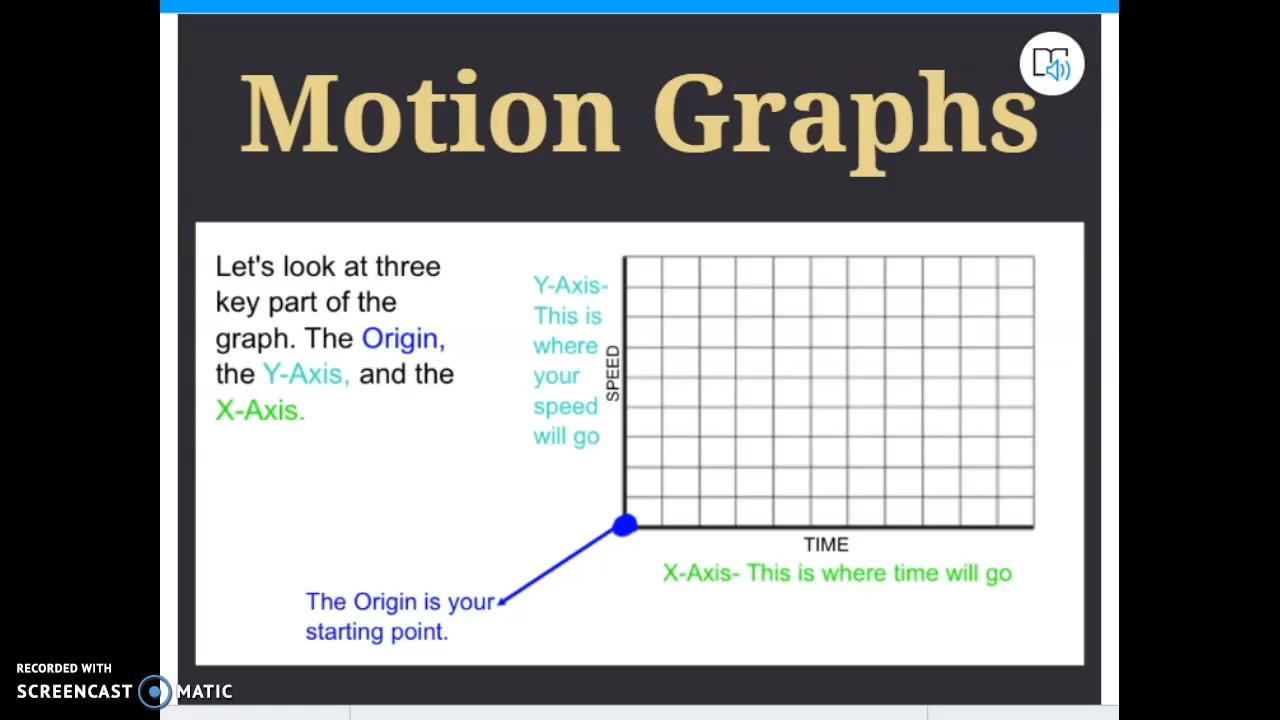 Motion Graphs
Let's look at three
key part of the
graph. The Origin,
the Y-Axis, and the
X-Axis.
Y-Axis-
This is
where
your
speed
will go
SPEED
TIME
X-Axis- This is where time will go
The Origin is your
starting point.
RECORDED WITH
SCREENCAST MATIC